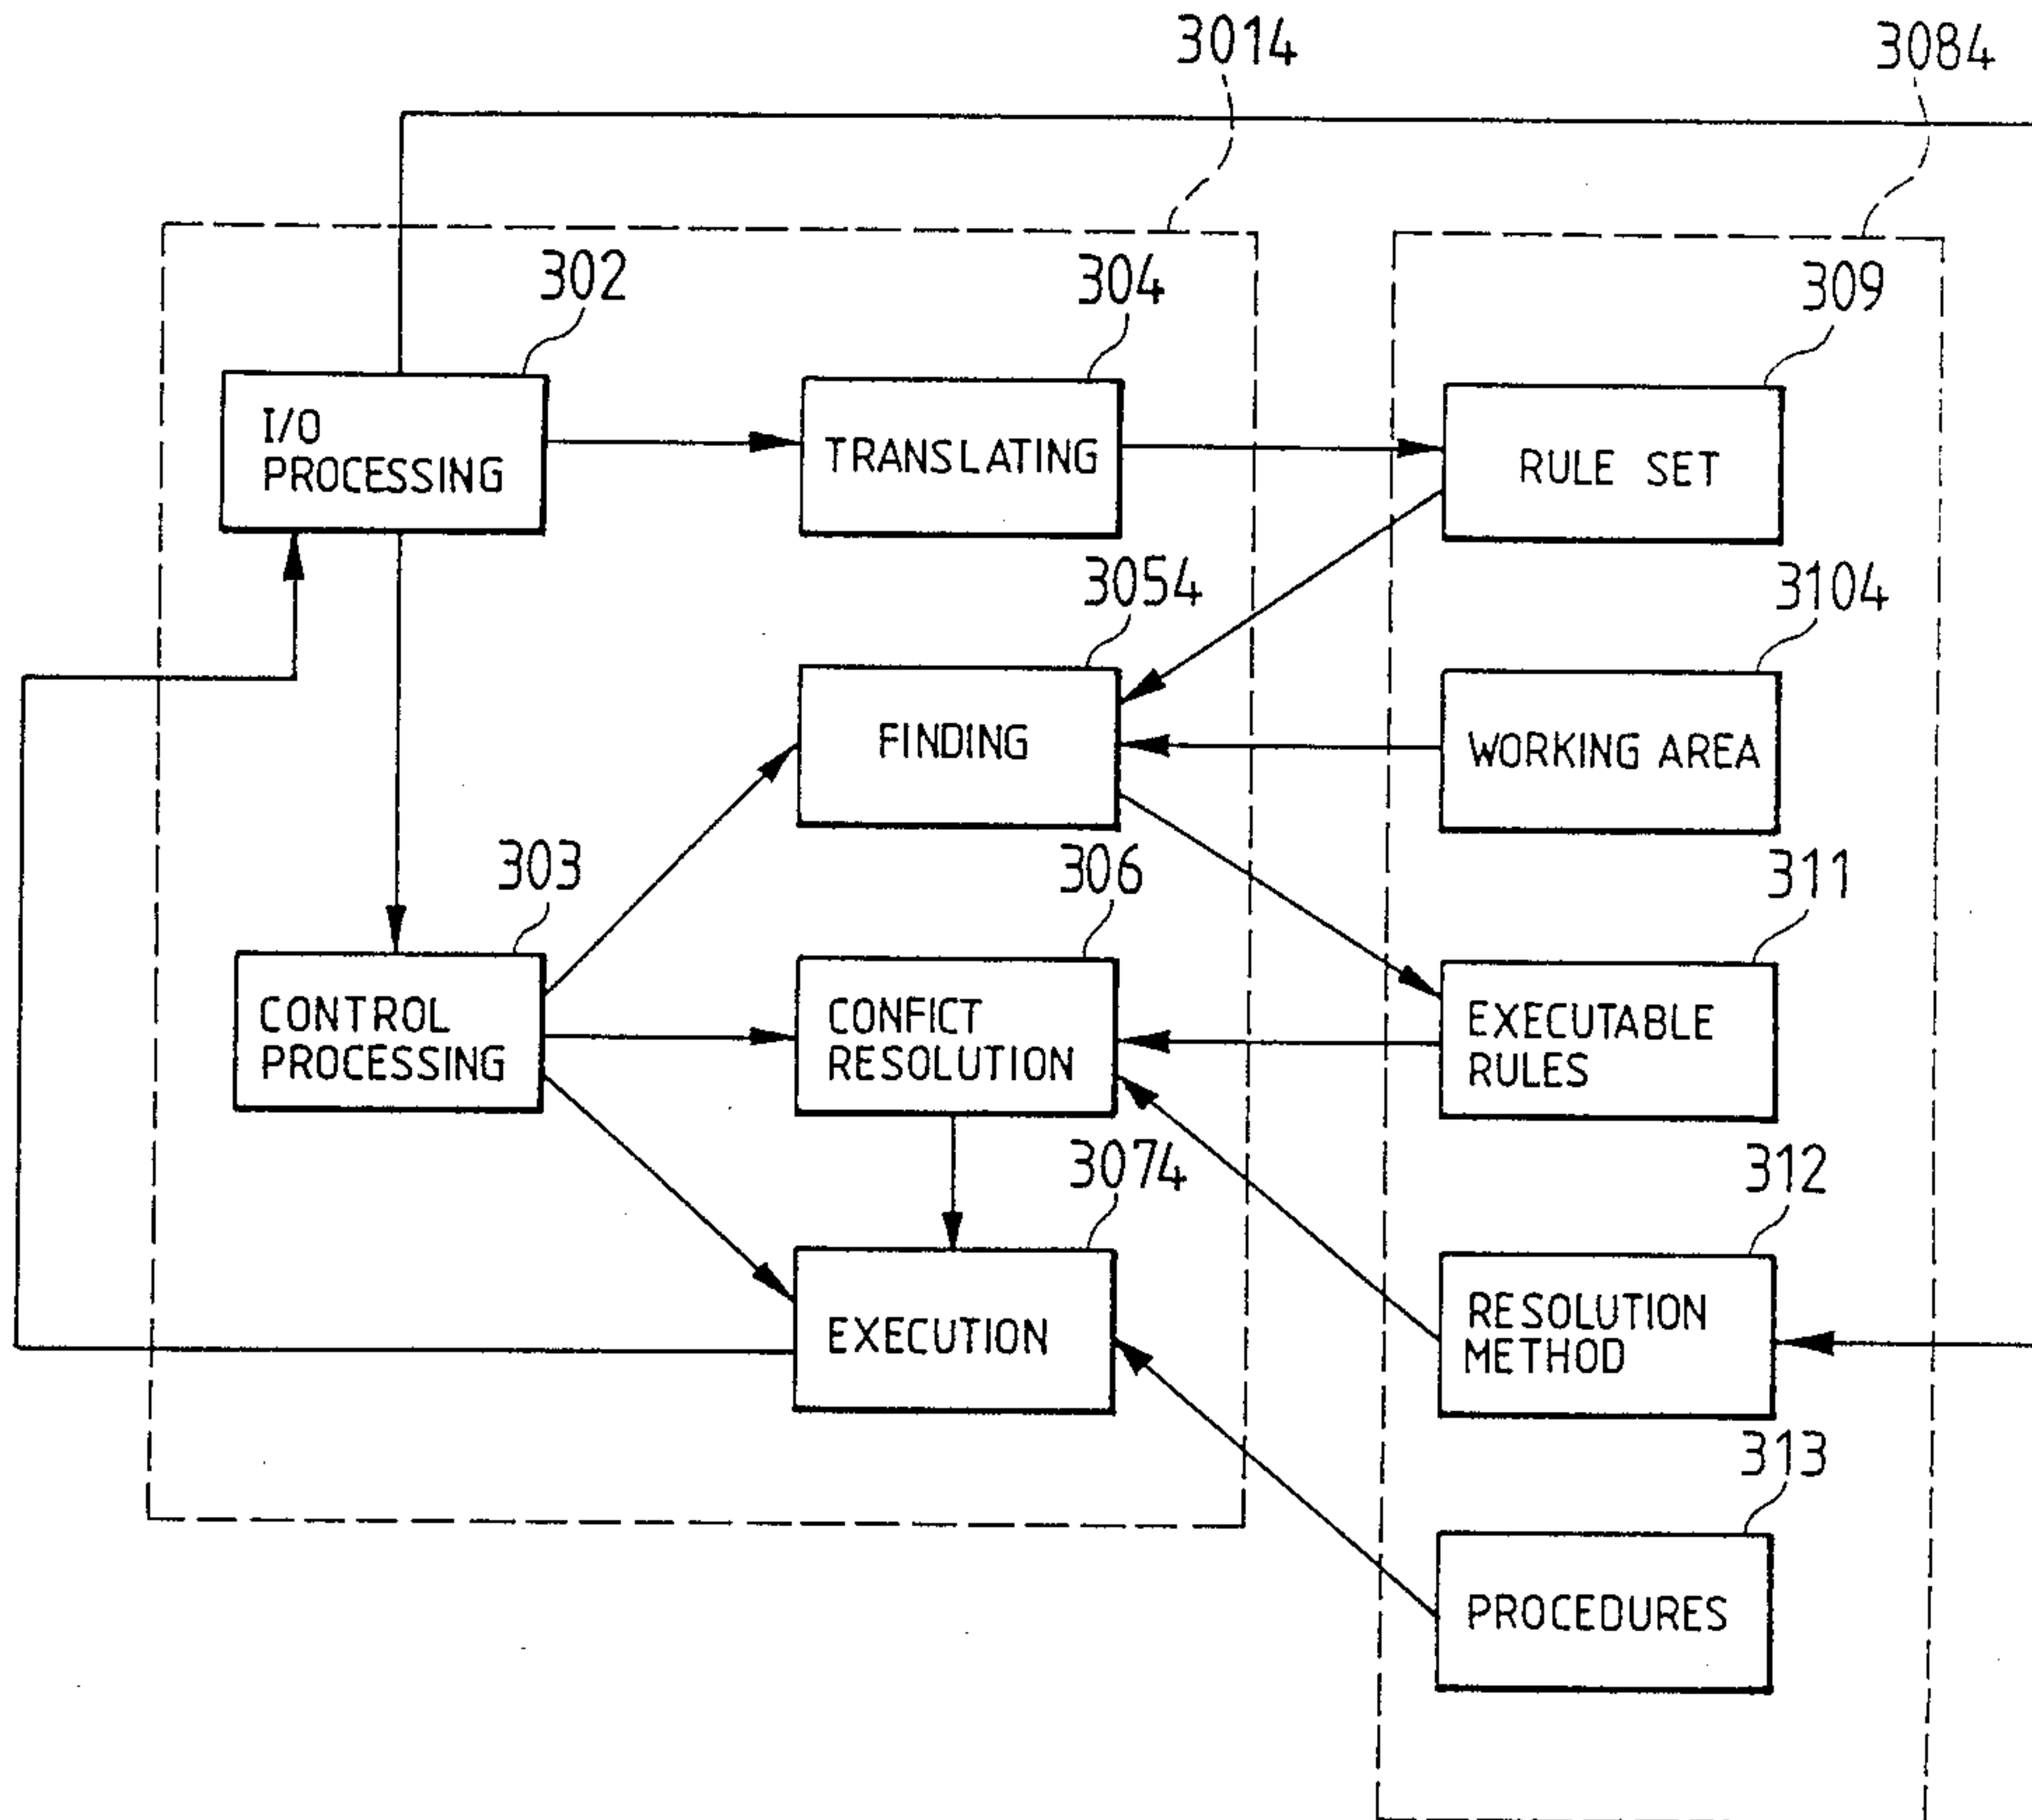 3014
3084
302
304
309
I/O
PROCESSING
TRANSLATING
RULE SET
3054
3104
FINDING
WORKING AREA
303
306
311
CONTROL
PROCESSING
CONFICT
RESOLUTION
EXECUTABLE
RULES
3074
312
EXECUTION
RESOLUTION
METHOD
313
PROCEDURES